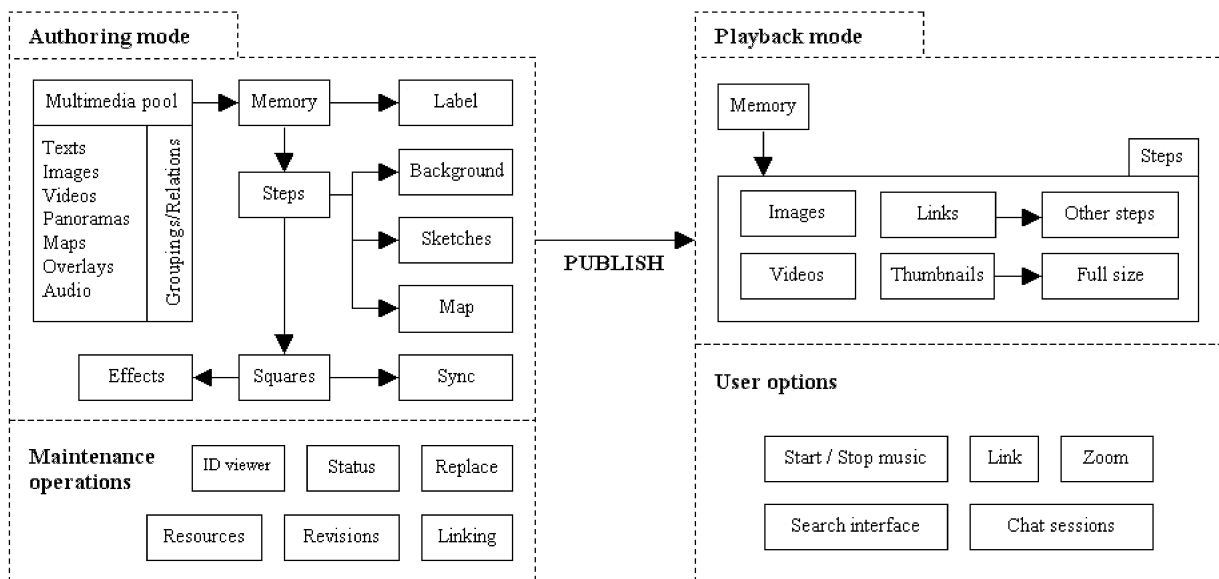 Authoring mode
Multimedia pool
Memory
Label
Texts
Images
Videos
Panoramas
Maps
Overlays
Audio
Groupings/Relations
Steps
Background
Sketches
Map
Effects
Squares
Sync
Maintenance
operations
ID viewer
Status
Replace
Resources
Revisions
Linking
PUBLISH
Playback mode
Memory
Steps
Images
Links
Other steps
Videos
Thumbnails
Full size
User options
Start / Stop music
Link
Zoom
Search interface
Chat sessions